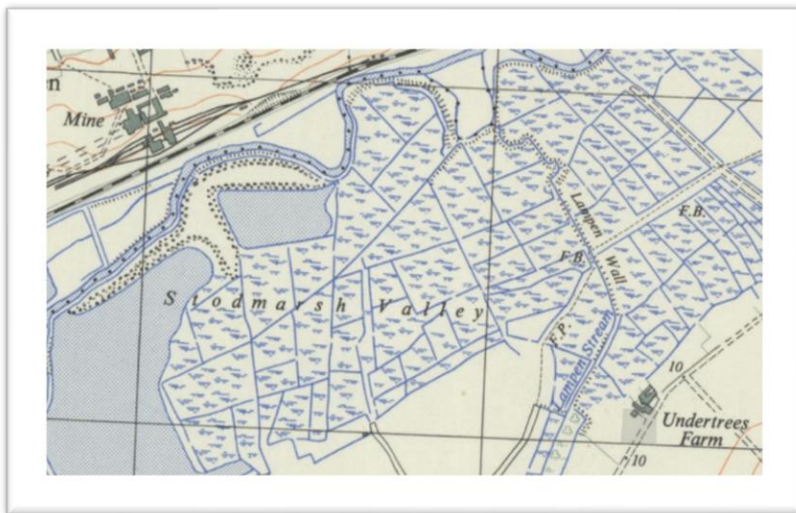 n
Mine
Lampen
Wall
F.B.
F.B.
Stodmarsh Valley
F.P.
Lampen Stream
10
Undertrees
Farm
10